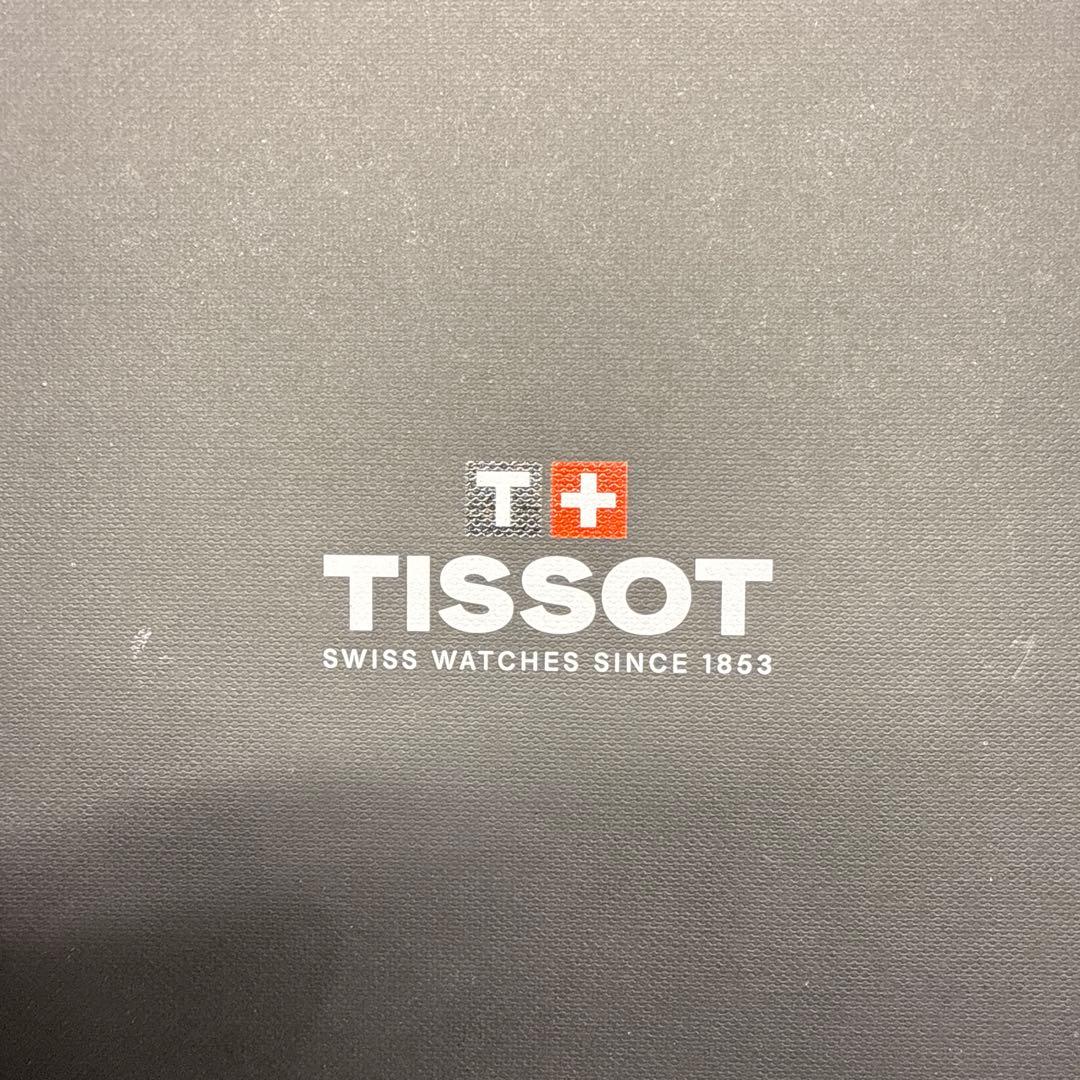 T+
TISSOT
SWISS WATCHES SINCE 1853